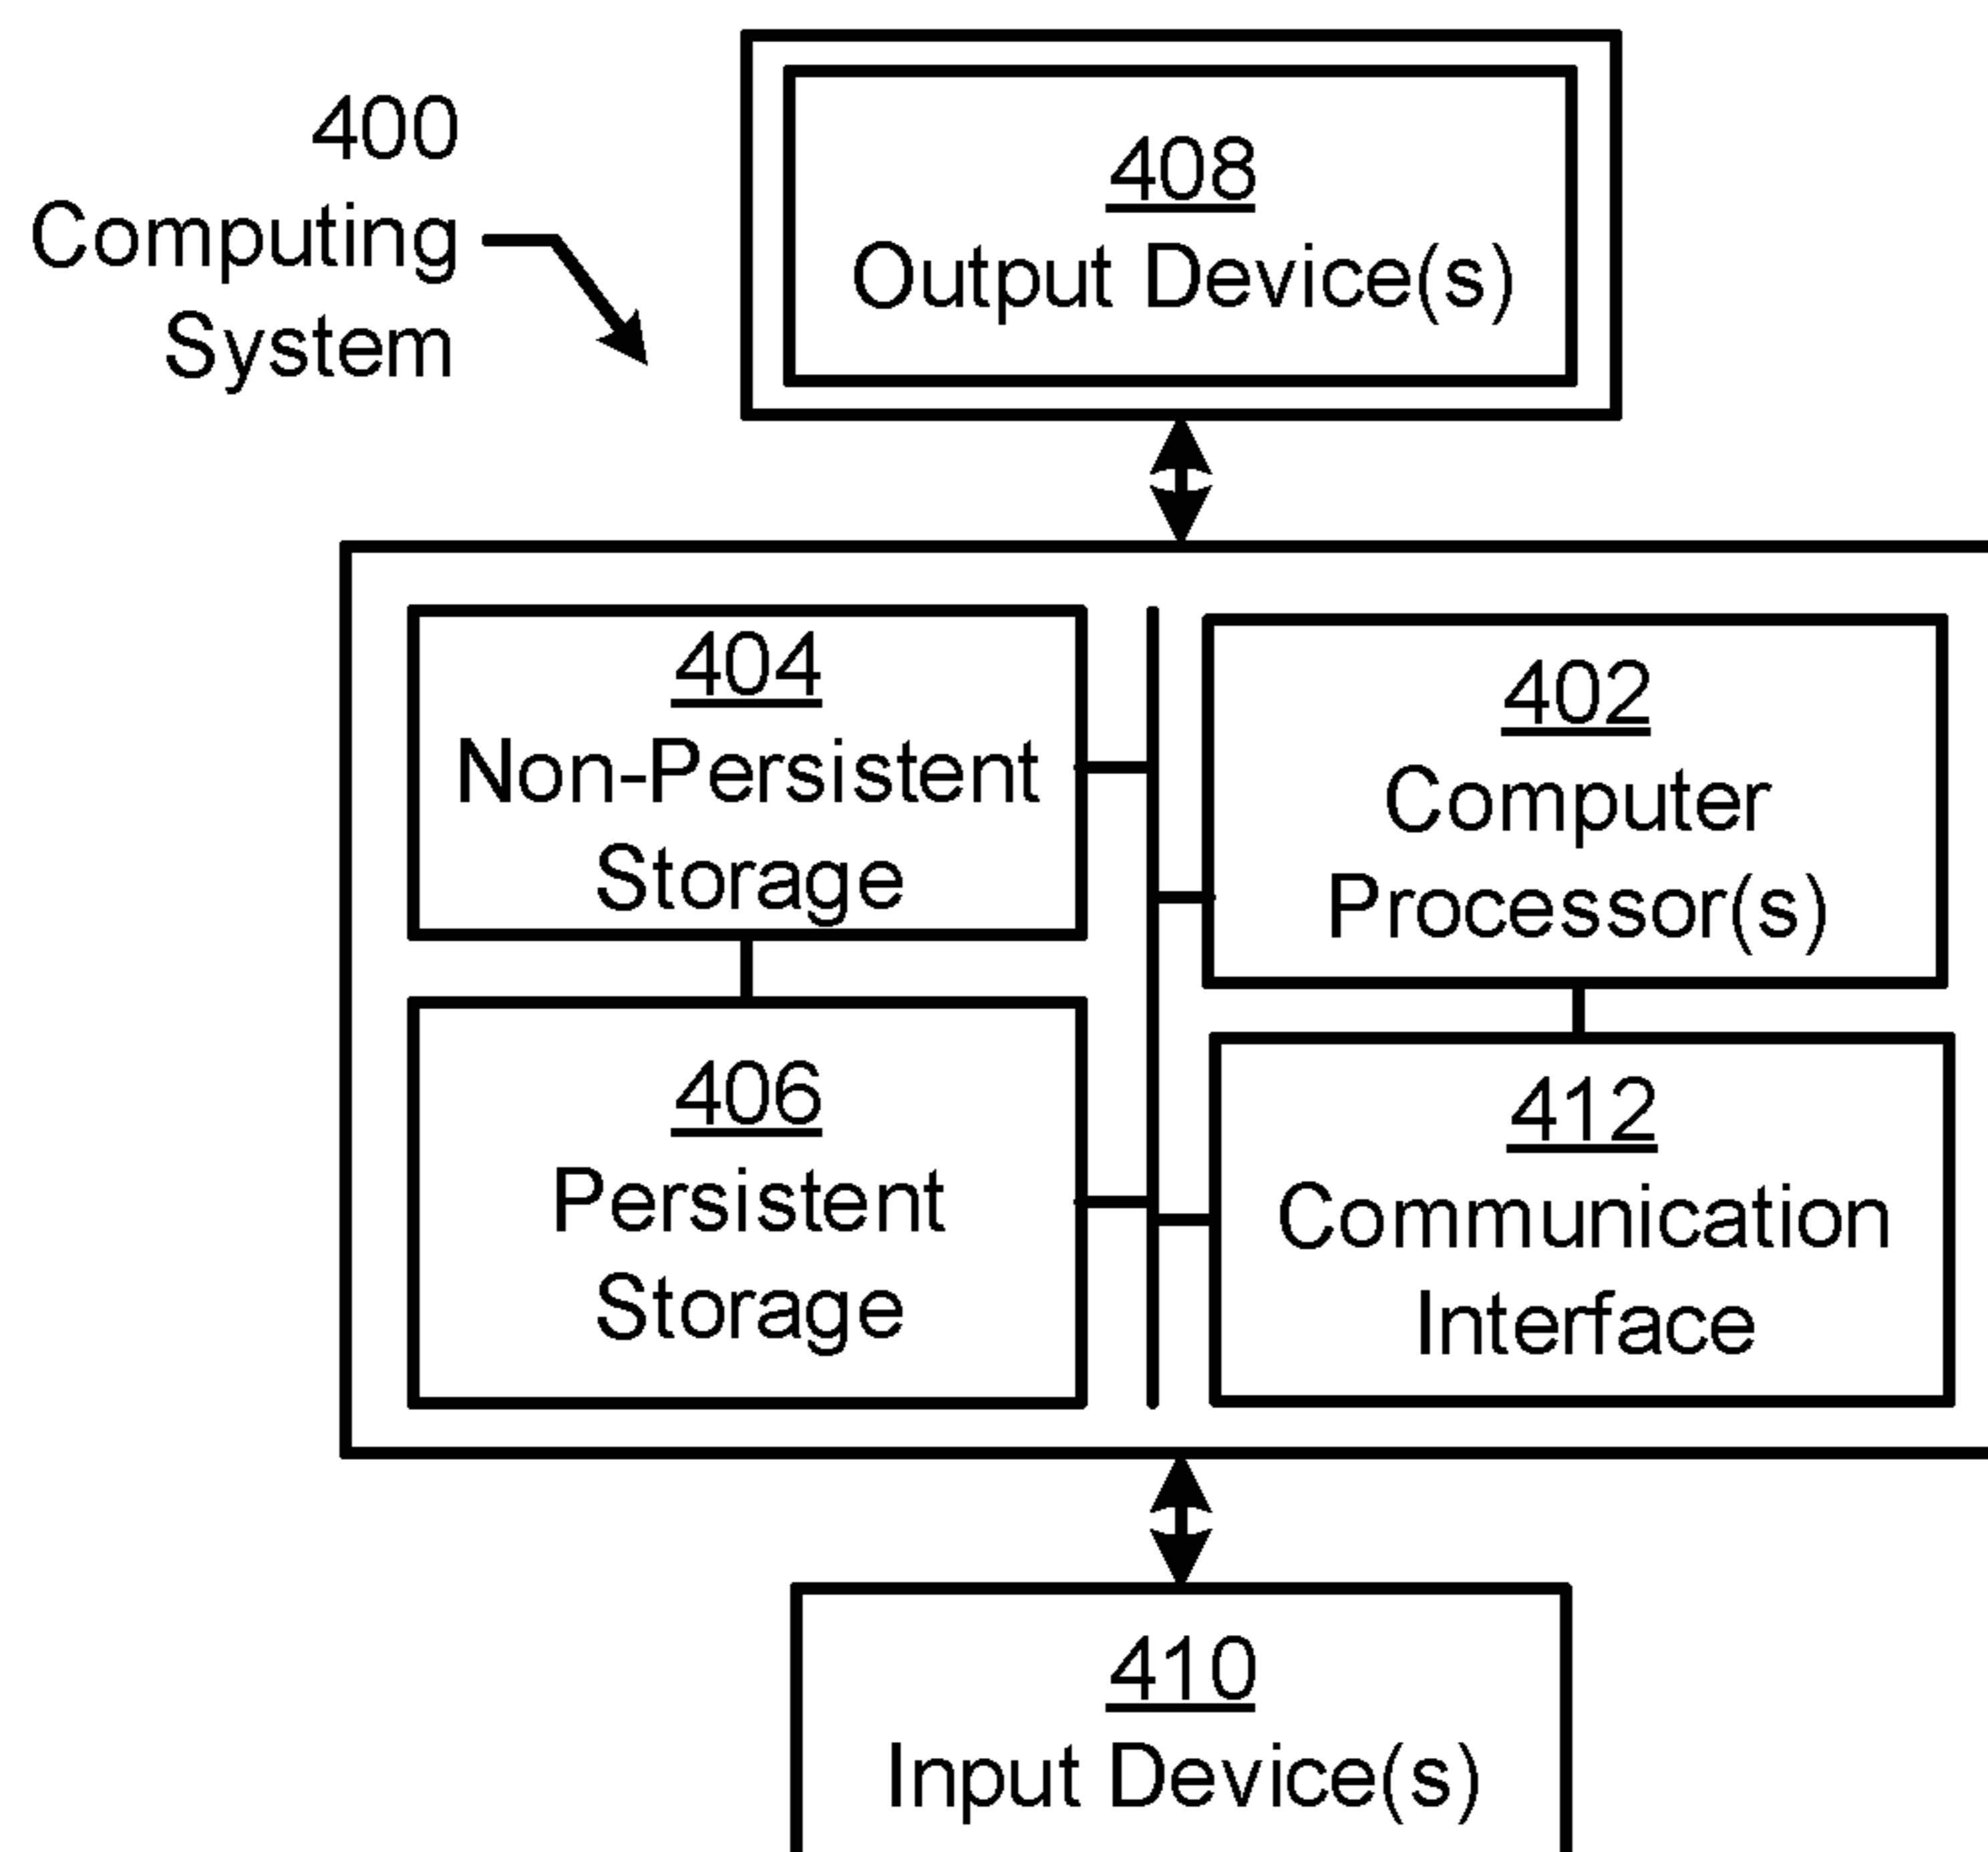 400
Computing
System
408
Output Device(s)
404
Non-Persistent
Storage
402
Computer
Processor(s)
406
Persistent
Storage
412
Communication
Interface
410
Input Device(s)